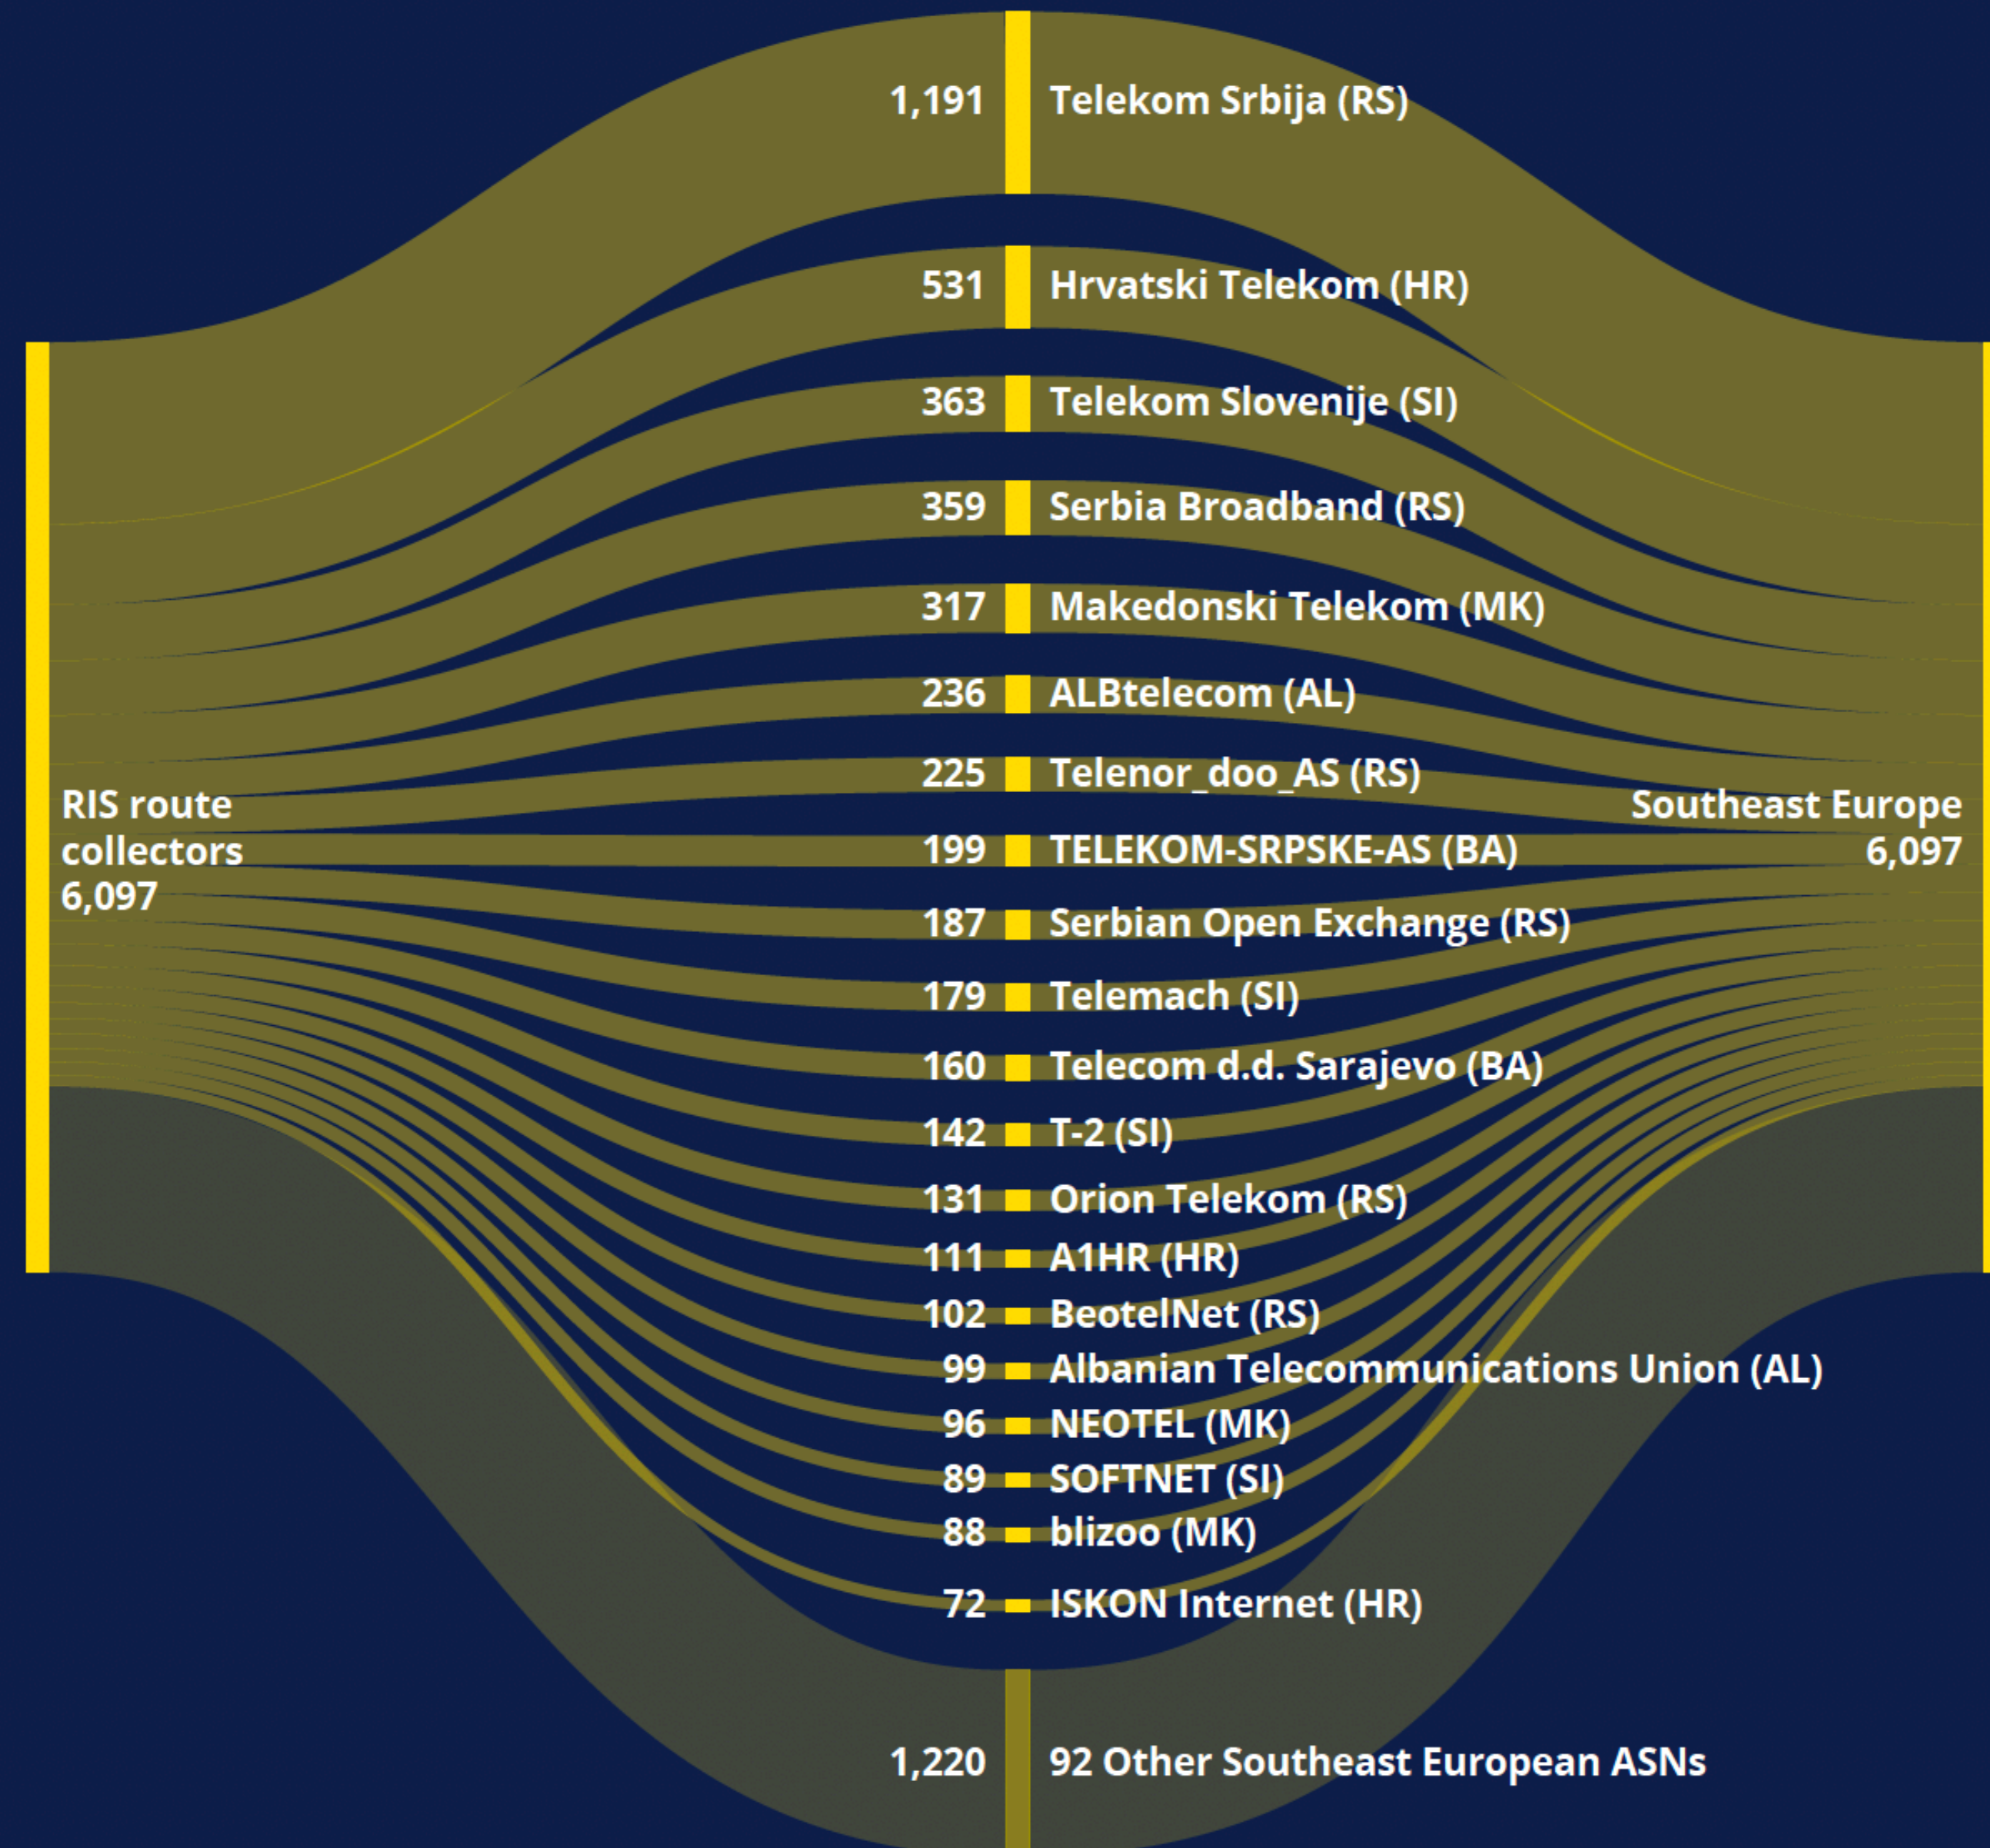 1,191 Telekom Srbija (RS)
531 Hrvatski Telekom (HR)
363 Telekom Slovenije (SI)
359 Serbia Broadband (RS)
317 Makedonski Telekom (MK)
236 ALBtelecom (AL)
225 Telenor_doo_AS (RS)
RIS route
collectors
6,097
Southeast Europe
6,097
199 TELEKOM-SRPSKE-AS (BA)
187 Serbian Open Exchange (RS)
179 Telemach (SI)
160 Telecom d.d. Sarajevo (BA)
142 T-2 (SI)
131 Orion Telekom (RS)
111 A1HR (HR)
102 BeotelNet (RS)
99 Albanian Telecommunications Union (AL)
96 NEOTEL (MK)
89 SOFTNET (SI)
88 blizoo (MK)
72 ISKON Internet (HR)
1,220 92 Other Southeast European ASNs